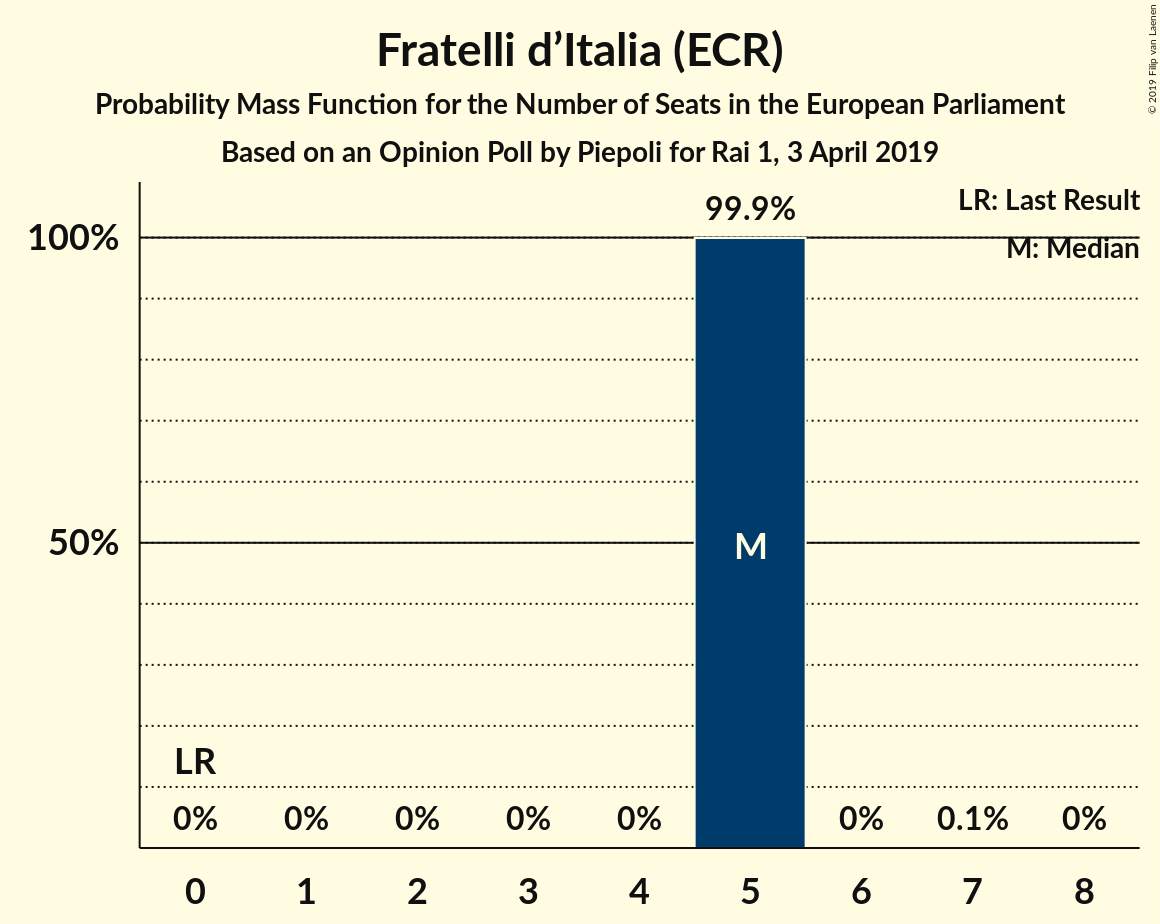 Fratelli d’Italia (ECR)
Probability Mass Function for the Number of Seats in the European Parliament
Based on an Opinion Poll by Piepoli for Rai 1, 3 April 2019
© 2019 Filip van Laenen
LR: Last Result
M: Median
99.9%
100%
50%
M
LR
0% 0% 0% 0% 0% 0% 0.1% 0%
0 1 2 3 4 5 6 7 8